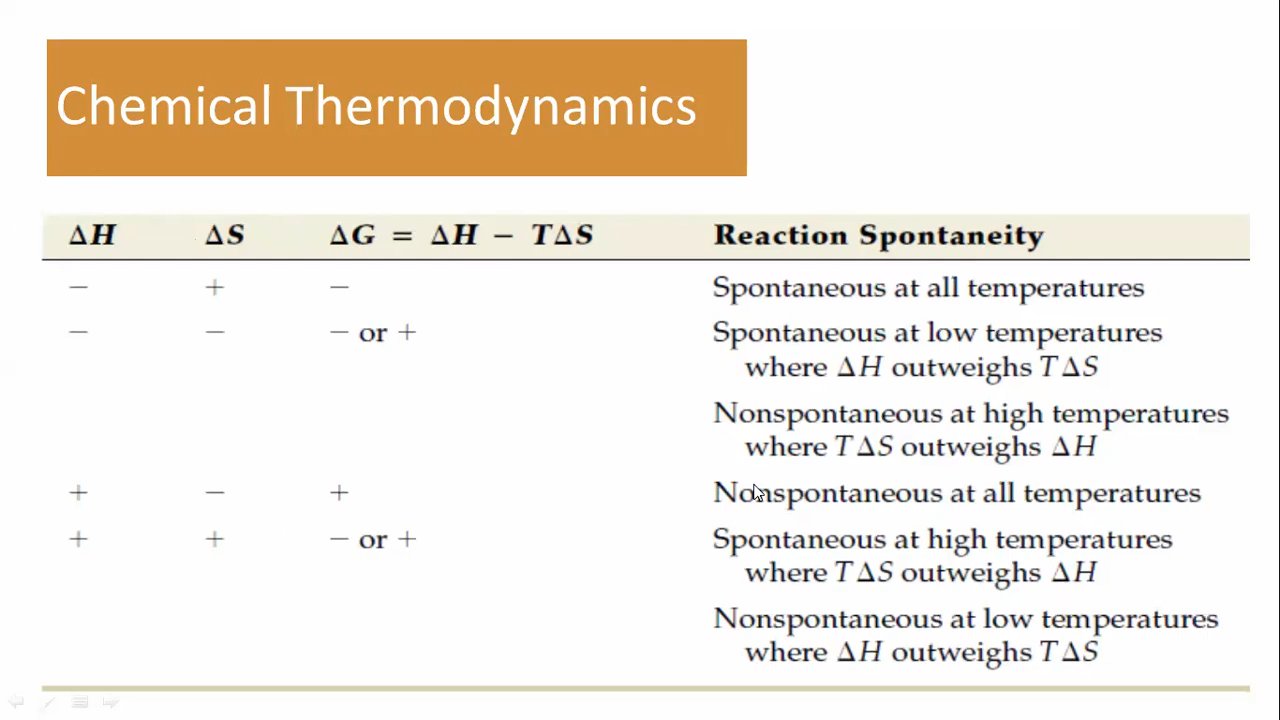 Chemical Thermodynamics
ΔH ΔS ΔG = ΔH − TΔS Reaction Spontaneity
− + − Spontaneous at all temperatures
− − − or + Spontaneous at low temperatures
where ΔH outweighs TΔS
Nonspontaneous at high temperatures
where TΔS outweighs ΔH
+ − + Nonspontaneous at all temperatures
+ + − or + Spontaneous at high temperatures
where TΔS outweighs ΔH
Nonspontaneous at low temperatures
where ΔH outweighs TΔS